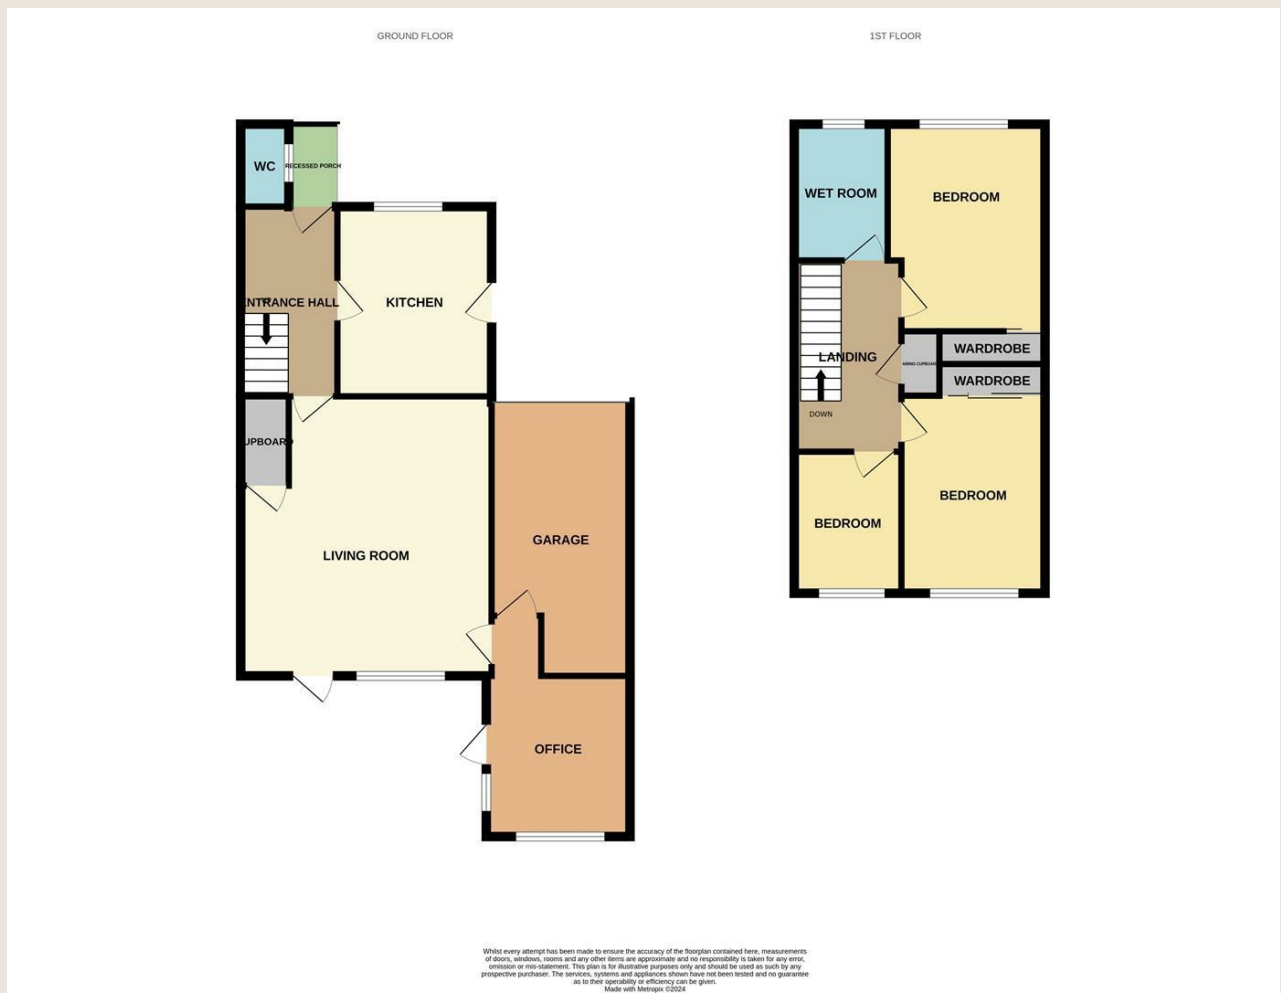 GROUND FLOOR
1ST FLOOR
WC
RECESSED PORCH
WET ROOM
BEDROOM
ENTRANCE HALL
KITCHEN
LANDING
WARDROBE
WARDROBE
DOWN
CUPBOARD
BEDROOM
BEDROOM
GARAGE
LIVING ROOM
OFFICE
Whilst every attempt has been made to ensure the accuracy of the floorplan contained here, measurements
of doors, windows, rooms and any other items are approximate and no responsibility is taken for any error,
omission or mis-statement. This plan is for illustrative purposes only and should be used as such by any
prospective purchaser. The services, systems and appliances shown have not been tested and no guarantee
as to their operability or efficiency can be given.
Made with Metropix ©2024